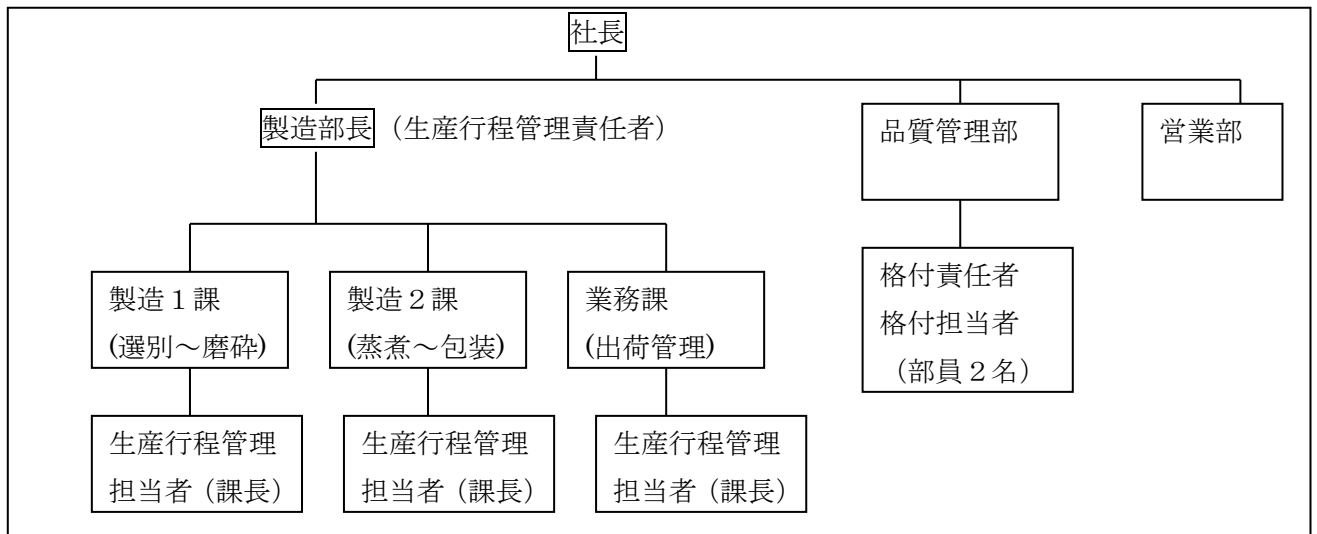 社長
製造部長（生産行程管理責任者）
品質管理部
営業部
製造１課
(選別～磨砕)
製造２課
(蒸煮～包装)
業務課
(出荷管理)
格付責任者
格付担当者
（部員２名）
生産行程管理
担当者（課長）
生産行程管理
担当者（課長）
生産行程管理
担当者（課長）